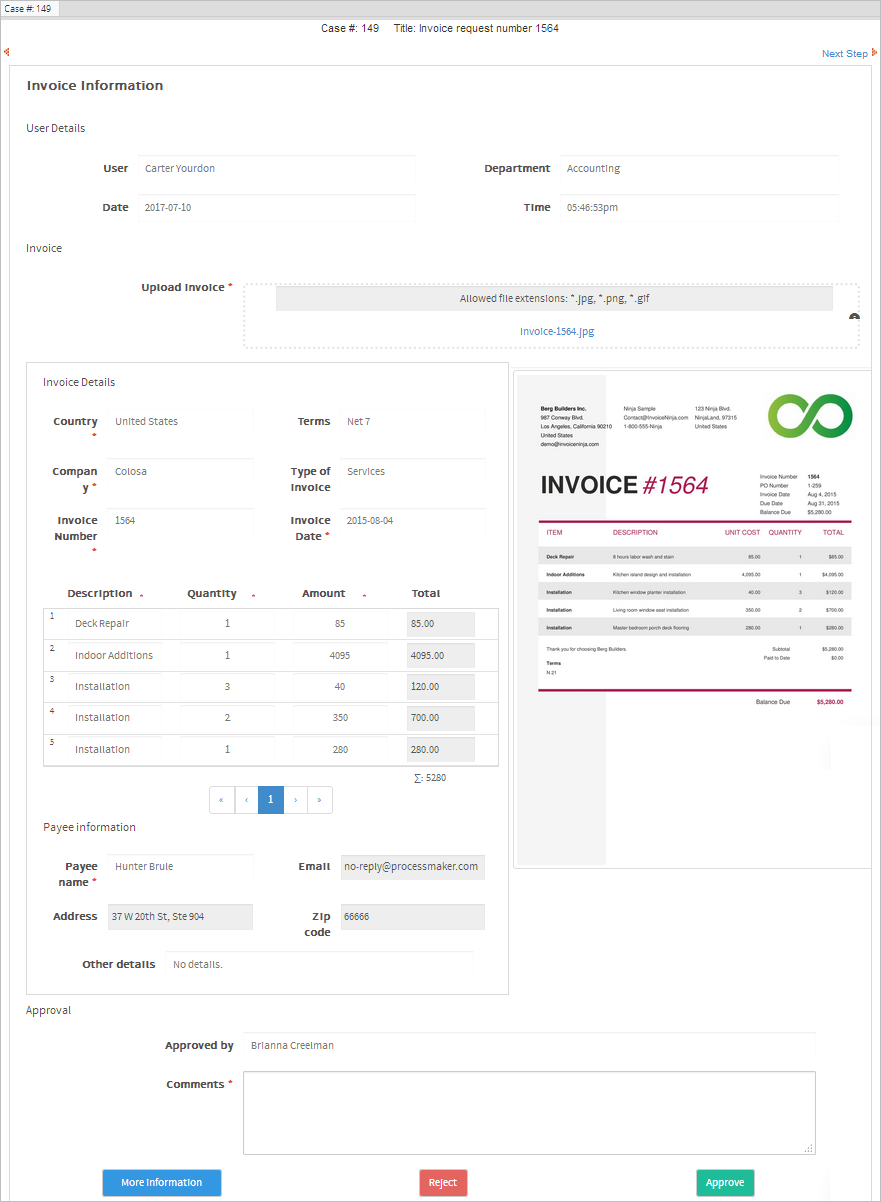 Case #: 149
Case #: 149 Title: Invoice request number 1564
Next Step
Invoice Information
User Details
User Carter Yourdon Department Accounting
Date 2017-07-10 Time 05:46:53pm
Invoice
Upload Invoice *
Allowed file extensions: *.jpg, *.png, *.gif
Invoice-1564.jpg
Invoice Details
Country * United States Terms Net 7
Company * Colosa Type of Invoice Services
Invoice Number * 1564 Invoice Date * 2015-08-04
Description * Quantity * Amount * Total
1 Deck Repair 1 85 85.00
2 Indoor Additions 1 4095 4095.00
3 Installation 3 40 120.00
4 Installation 2 350 700.00
5 Installation 1 280 280.00
∑: 5280
« ‹ 1 › »
Payee information
Payee name * Hunter Brule Email no-reply@processmaker.com
Address 37 W 20th St, Ste 904 Zip code 66666
Other details No details.
Berg Builders Inc. Ninja Sample 123 Ninja Blvd.
987 Conway Blvd. Contact@InvoiceNinja.com NinjaLand, 97315
Los Angeles, California 90210 1-800-555-Ninja United States
United States
demo@invoiceninja.com
INVOICE #1564
Invoice Number 1564
PO Number 1-259
Invoice Date Aug 4, 2015
Due Date Aug 31, 2015
Balance Due $5,280.00
ITEM DESCRIPTION UNIT COST QUANTITY TOTAL
Deck Repair 8 hours labor wash and stain 85.00 1 $85.00
Indoor Additions Kitchen island design and installation 4,095.00 1 $4,095.00
Installation Kitchen window planter installation 40.00 3 $120.00
Installation Living room window seat installation 350.00 2 $700.00
Installation Master bedroom porch deck flooring 280.00 1 $280.00
Thank you for choosing Berg Builders. Subtotal $5,280.00
Paid to Date $0.00
Terms
N 21
Balance Due $5,280.00
Approval
Approved by Brianna Creelman
Comments *
More Information Reject Approve